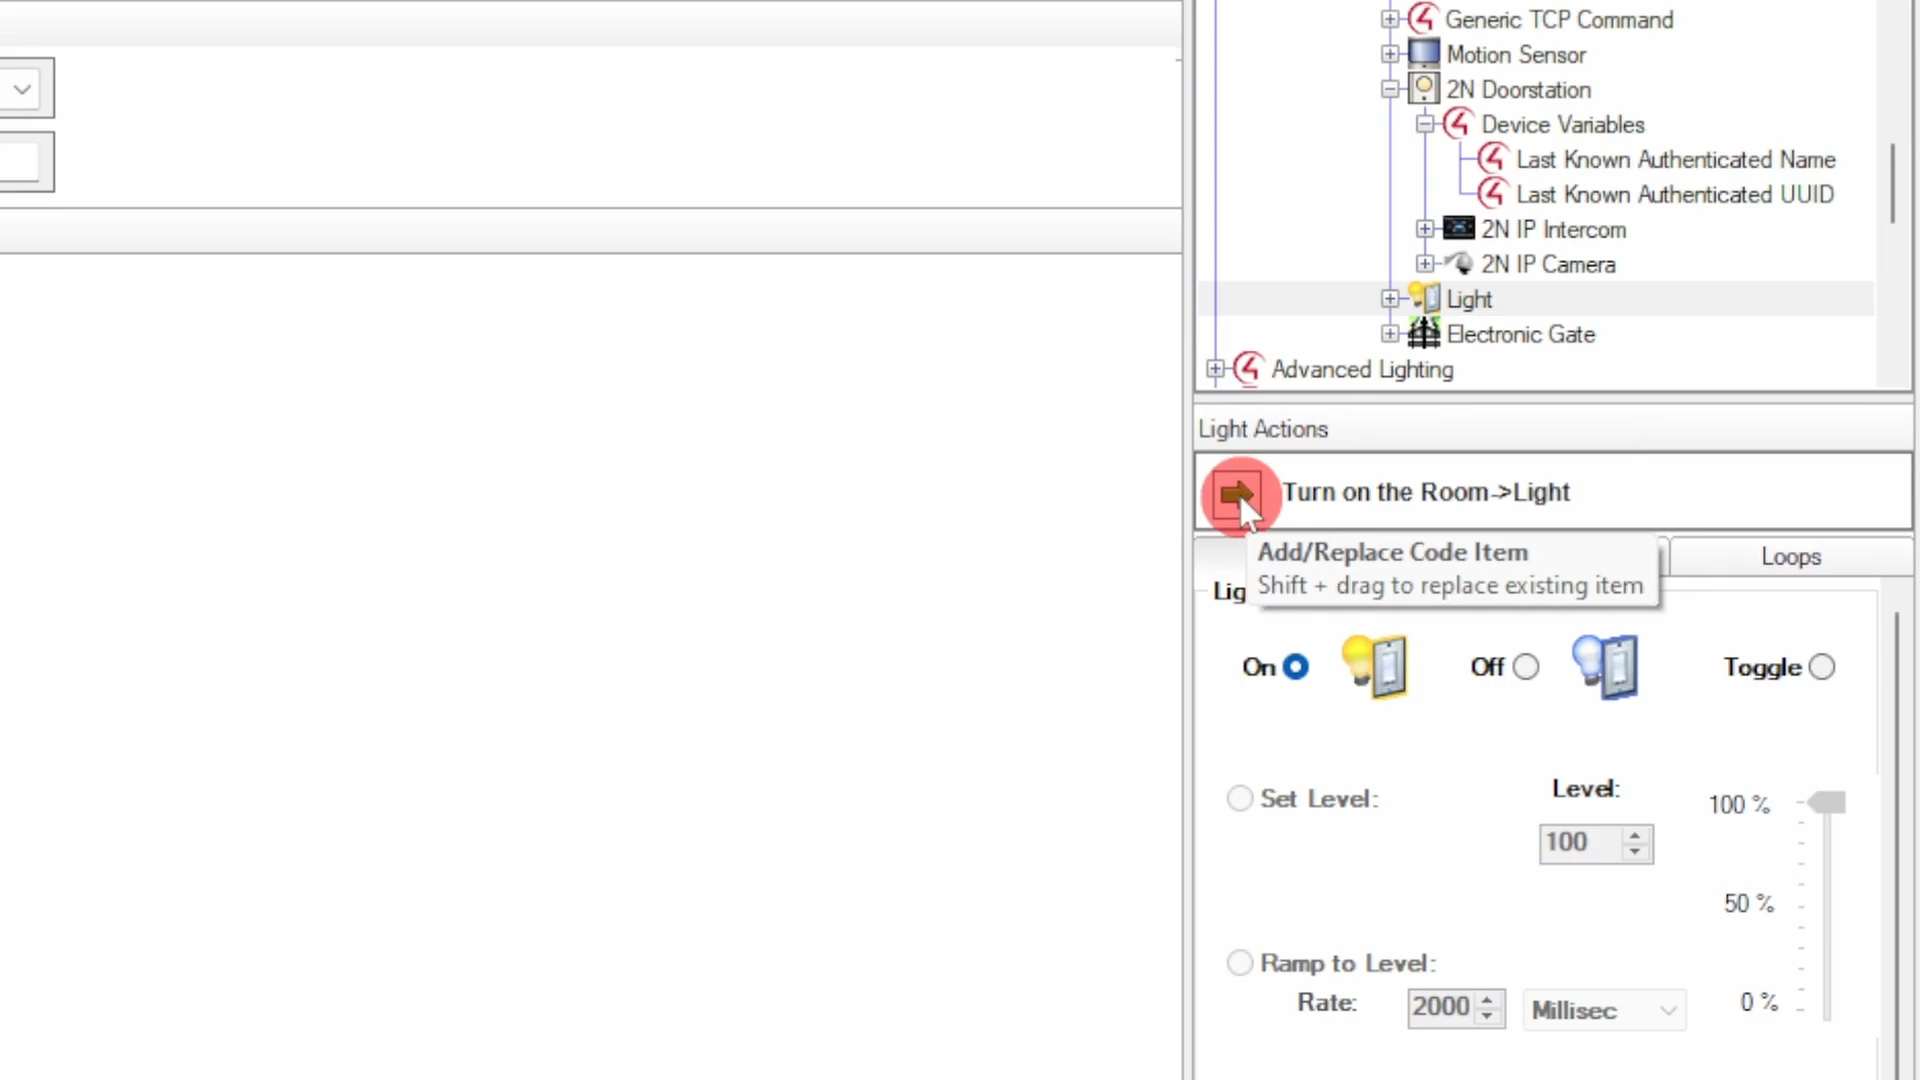 Generic TCP Command
Motion Sensor
2N Doorstation
Device Variables
Last Known Authenticated Name
Last Known Authenticated UUID
2N IP Intercom
2N IP Camera
Light
Electronic Gate
Advanced Lighting
Light Actions
Turn on the Room->Light
Add/Replace Code Item
Shift + drag to replace existing item
Loops
Lig
On
Off
Toggle
Set Level:
Level:
100
100 %
50 %
0 %
Ramp to Level:
Rate:
2000
Millisec